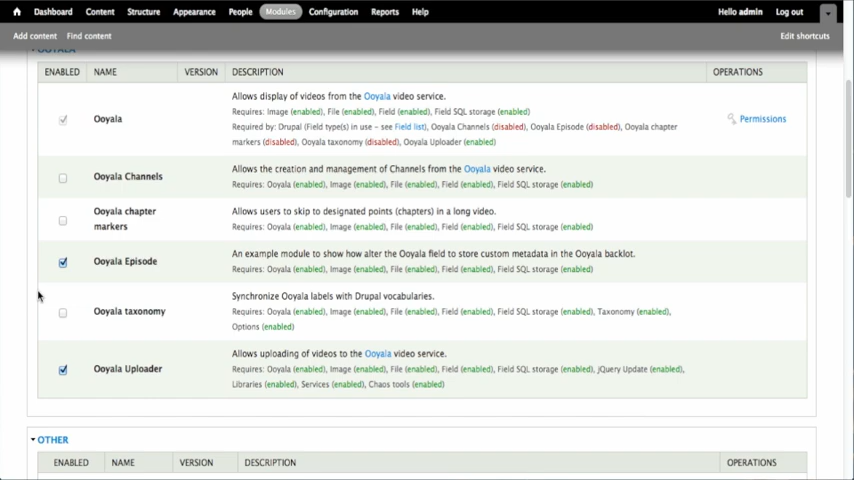 Dashboard Content Structure Appearance People Modules Configuration Reports Help Hello admin Log out
Add content Find content Edit shortcuts
OOYALA
ENABLED NAME VERSION DESCRIPTION OPERATIONS
Ooyala
Allows display of videos from the Ooyala video service.
Requires: Image (enabled), File (enabled), Field (enabled), Field SQL storage (enabled)
Required by: Drupal (Field type(s) in use - see Field list), Ooyala Channels (disabled), Ooyala Episode (disabled), Ooyala chapter
markers (disabled), Ooyala taxonomy (disabled), Ooyala Uploader (enabled)
Permissions
Ooyala Channels
Allows the creation and management of Channels from the Ooyala video service.
Requires: Ooyala (enabled), Image (enabled), File (enabled), Field (enabled), Field SQL storage (enabled)
Ooyala chapter
markers
Allows users to skip to designated points (chapters) in a long video.
Requires: Ooyala (enabled), Image (enabled), File (enabled), Field (enabled), Field SQL storage (enabled)
Ooyala Episode
An example module to show how alter the Ooyala field to store custom metadata in the Ooyala backlot.
Requires: Ooyala (enabled), Image (enabled), File (enabled), Field (enabled), Field SQL storage (enabled)
Ooyala taxonomy
Synchronize Ooyala labels with Drupal vocabularies.
Requires: Ooyala (enabled), Image (enabled), File (enabled), Field (enabled), Field SQL storage (enabled), Taxonomy (enabled),
Options (enabled)
Ooyala Uploader
Allows uploading of videos to the Ooyala video service.
Requires: Ooyala (enabled), Image (enabled), File (enabled), Field (enabled), Field SQL storage (enabled), jQuery Update (enabled),
Libraries (enabled), Services (enabled), Chaos tools (enabled)
OTHER
ENABLED NAME VERSION DESCRIPTION OPERATIONS